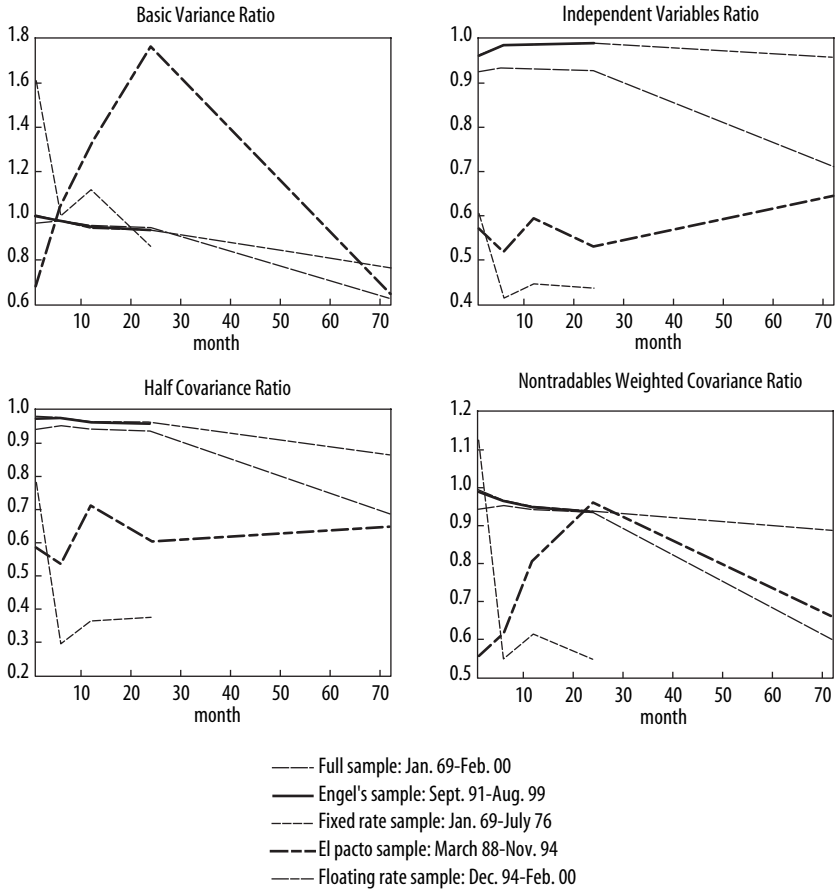 Basic Variance Ratio
1.8
1.6
1.4
1.2
1.0
0.8
0.6
10 20 30 40 50 60 70
month
Independent Variables Ratio
1.0
0.9
0.8
0.7
0.6
0.5
0.4
10 20 30 40 50 60 70
month
Half Covariance Ratio
1.0
0.9
0.8
0.7
0.6
0.5
0.4
0.3
0.2
10 20 30 40 50 60 70
month
Nontradables Weighted Covariance Ratio
1.2
1.1
1.0
0.9
0.8
0.7
0.6
0.5
10 20 30 40 50 60 70
month
Full sample: Jan. 69-Feb. 00
Engel's sample: Sept. 91-Aug. 99
Fixed rate sample: Jan. 69-July 76
El pacto sample: March 88-Nov. 94
Floating rate sample: Dec. 94-Feb. 00